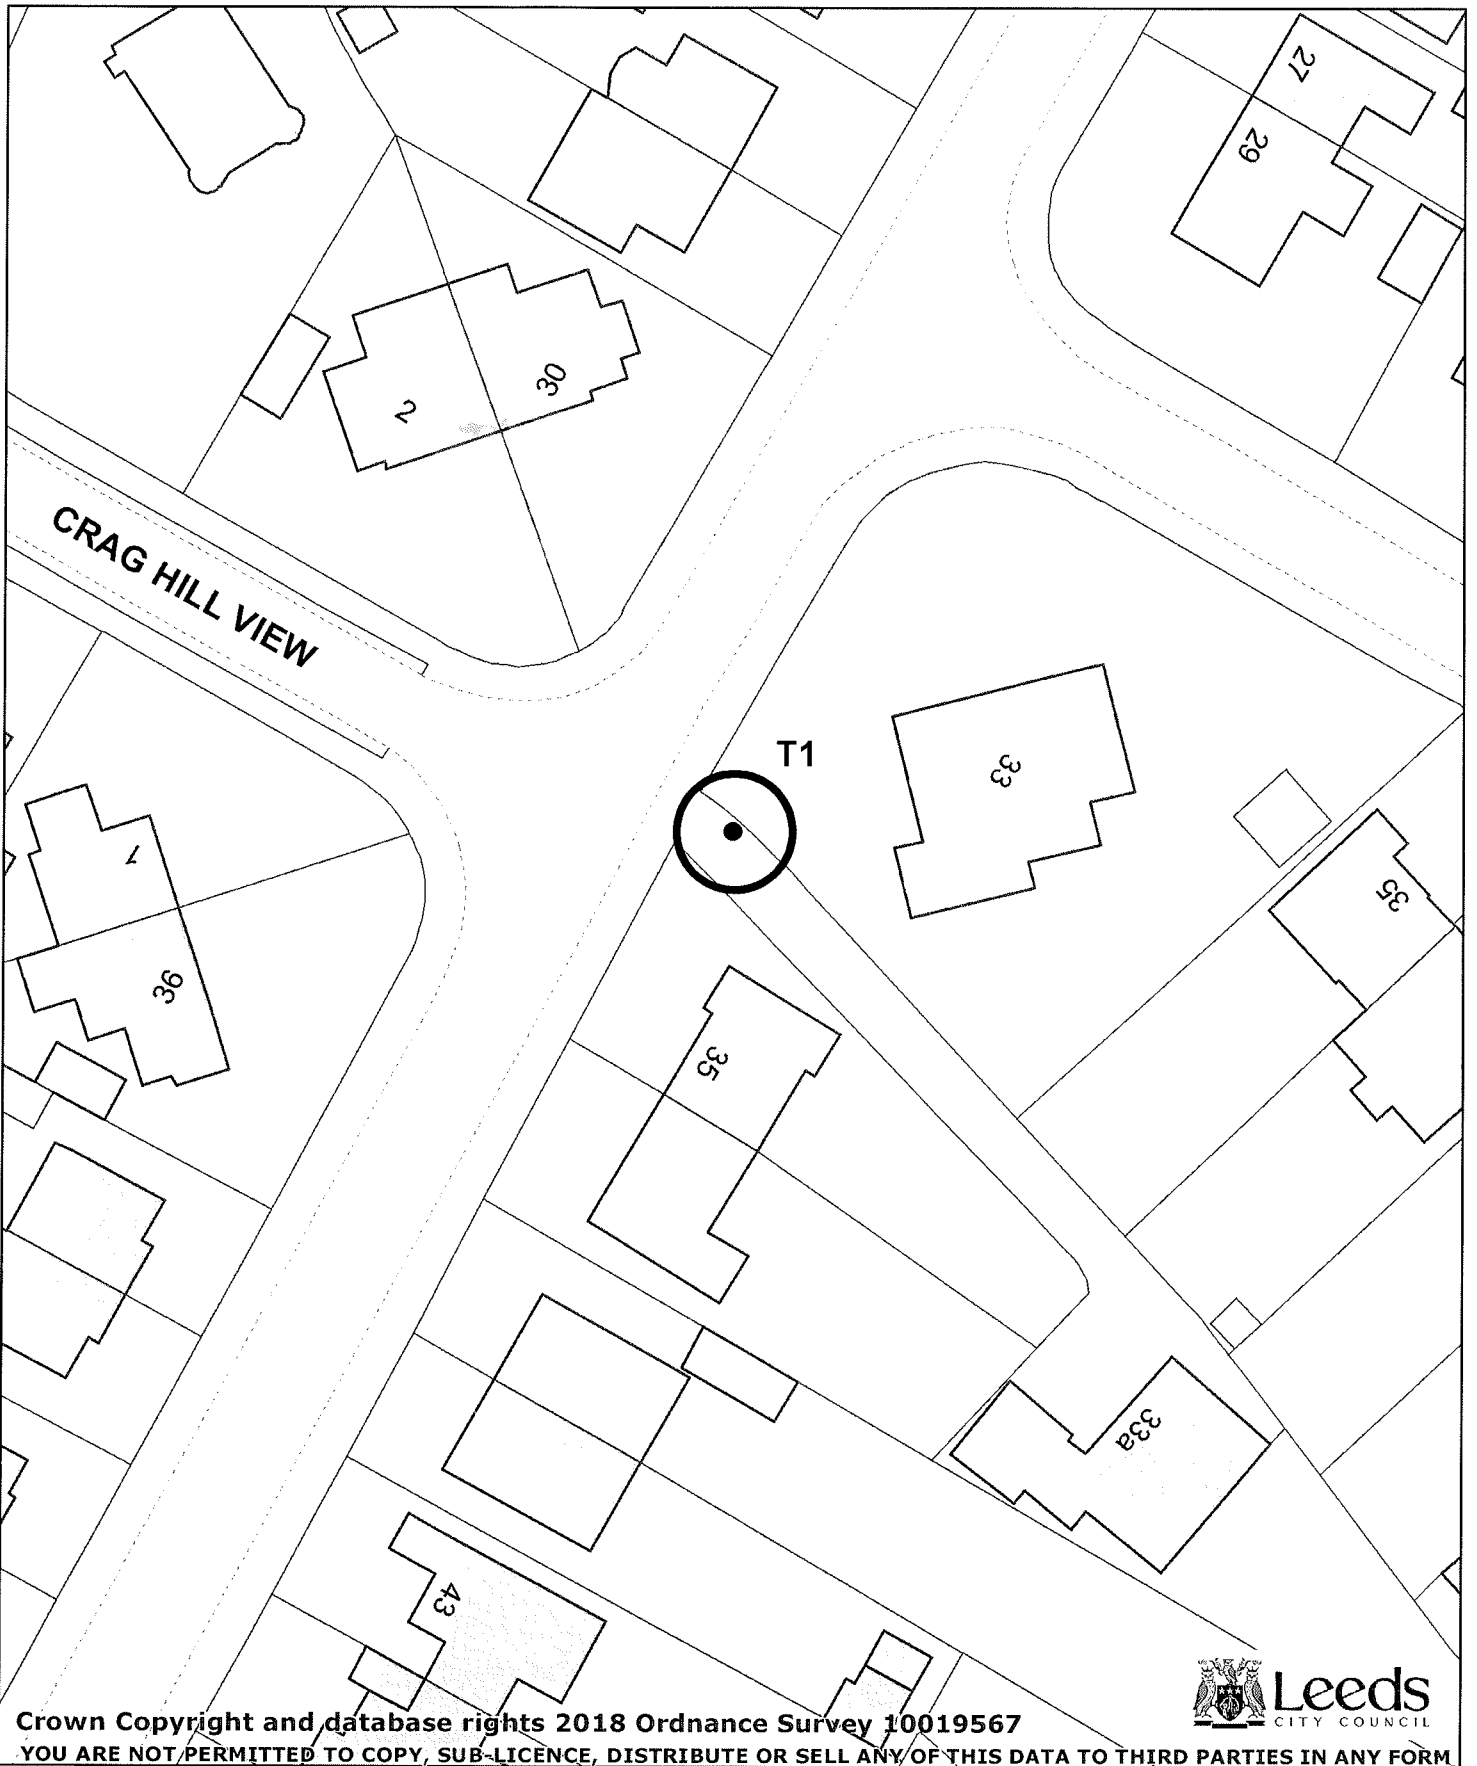 27
29
30
2
CRAG HILL VIEW
T1
33
1
35
36
35
33a
43
Leeds
CITY COUNCIL
Crown Copyright and database rights 2018 Ordnance Survey 10019567
YOU ARE NOT PERMITTED TO COPY, SUB-LICENCE, DISTRIBUTE OR SELL ANY OF THIS DATA TO THIRD PARTIES IN ANY FORM